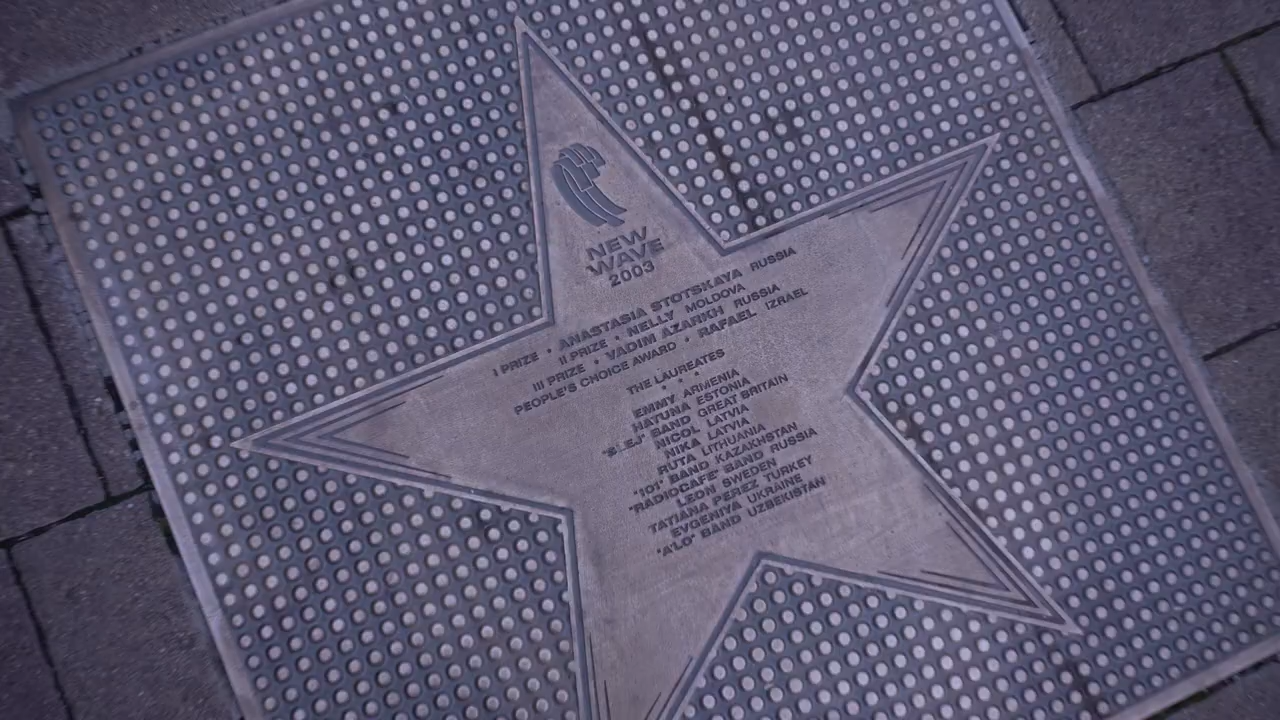 NEW
WAVE
2003
I PRIZE • ANASTASIA STOTSKAYA RUSSIA
II PRIZE • NELLY MOLDOVA
III PRIZE • VADIM AZARKH RUSSIA
PEOPLE'S CHOICE AWARD • RAFAEL IZRAEL
THE LAUREATES
EMMY ARMENIA
HATUNA ESTONIA
BAND GREAT BRITAIN
NICOL LATVIA
NIKA LATVIA
RUTA LITHUANIA
"101" BAND KAZAKHSTAN
"RADIOCAFE" BAND RUSSIA
LEON SWEDEN
TATIANA PEREZ TURKEY
EVGENIYA UKRAINE
"A'LO" BAND UZBEKISTAN